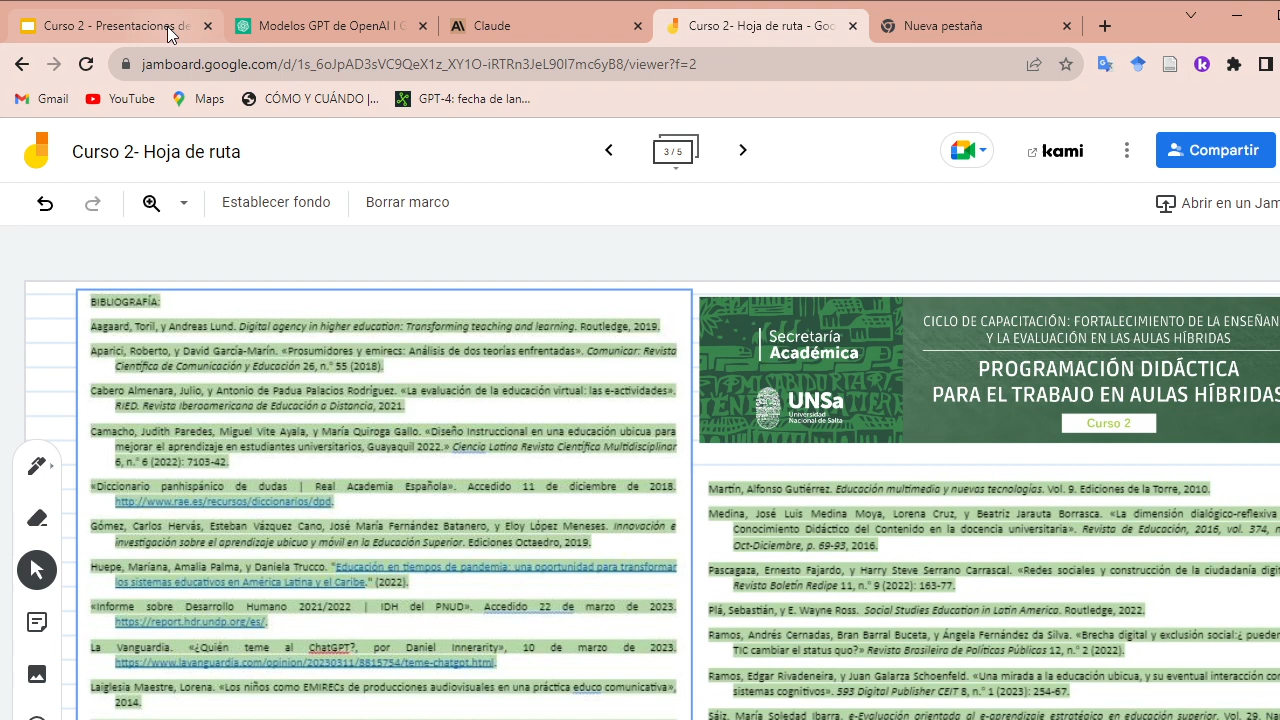 Curso 2 - Presentaciones de
Modelos GPT de OpenAI I G
Claude
Curso 2- Hoja de ruta - Goo
Nueva pestaña
jamboard.google.com/d/1s_6oJpAD3sVC9QeX1z_XY1O-iRTRn3JeL90I7mc6yB8/viewer?f=2
Gmail
YouTube
Maps
CÓMO Y CUÁNDO |...
GPT-4: fecha de lan...
Curso 2- Hoja de ruta
3 / 5
kami
Compartir
Establecer fondo
Borrar marco
Abrir en un Jam
BIBLIOGRAFÍA:
Aagaard, Toril, y Andreas Lund. Digital agency in higher education: Transforming teaching and learning. Routledge, 2019.
Aparici, Roberto, y David García-Marín. «Prosumidores y emirecs: Análisis de dos teorías enfrentadas». Comunicar: Revista
Científica de Comunicación y Educación 26, n.° 55 (2018).
Cabero Almenara, Julio, y Antonio de Padua Palacios Rodríguez. «La evaluación de la educación virtual: las e-actividades».
RIED. Revista Iberoamericana de Educación a Distancia, 2021.
Camacho, Judith Paredes, Miguel Vite Ayala, y María Quiroga Gallo. «Diseño Instruccional en una educación ubicua para
mejorar el aprendizaje en estudiantes universitarios, Guayaquil 2022.» Ciencia Latina Revista Científica Multidisciplinar
6, n.° 6 (2022): 7103-42.
«Diccionario panhispánico de dudas | Real Academia Española». Accedido 11 de diciembre de 2018.
http://www.rae.es/recursos/diccionarios/dpd.
Gómez, Carlos Hervás, Esteban Vázquez Cano, José María Fernández Batanero, y Eloy López Meneses. Innovación e
investigación sobre el aprendizaje ubicuo y móvil en la Educación Superior. Ediciones Octaedro, 2019.
Huepe, Mariana, Amalia Palma, y Daniela Trucco. "Educación en tiempos de pandemia: una oportunidad para transformar
los sistemas educativos en América Latina y el Caribe." (2022).
«Informe sobre Desarrollo Humano 2021/2022 | IDH del PNUD». Accedido 22 de marzo de 2023.
https://report.hdr.undp.org/es/.
La Vanguardia. «¿Quién teme al ChatGPT?, por Daniel Innerarity», 10 de marzo de 2023.
https://www.lavanguardia.com/opinion/20230311/8815754/teme-chatgpt.html.
Laiglesia Maestre, Lorena. «Los niños como EMIRECs de producciones audiovisuales en una práctica educo comunicativa»,
2014.
Secretaría
Académica
UNSa
Universidad
Nacional de Salta
CICLO DE CAPACITACIÓN: FORTALECIMIENTO DE LA ENSEÑAN
Y LA EVALUACIÓN EN LAS AULAS HÍBRIDAS
PROGRAMACIÓN DIDÁCTICA
PARA EL TRABAJO EN AULAS HÍBRIDAS
Curso 2
Martín, Alfonso Gutiérrez. Educación multimedia y nuevas tecnologías. Vol. 9. Ediciones de la Torre, 2010.
Medina, José Luis Medina Moya, Lorena Cruz, y Beatriz Jarauta Borrasca. «La dimensión dialógico-reflexiva
Conocimiento Didáctico del Contenido en la docencia universitaria». Revista de Educación, 2016, vol. 374, n
Oct-Diciembre, p. 69-93, 2016.
Pascagaza, Ernesto Fajardo, y Harry Steve Serrano Carrascal. «Redes sociales y construcción de la ciudadanía digit
Revista Boletín Redipe 11, n.° 9 (2022): 163-77.
Plá, Sebastián, y E. Wayne Ross. Social Studies Education in Latin America. Routledge, 2022.
Ramos, Andrés Cernadas, Bran Barral Buceta, y Ángela Fernández da Silva. «Brecha digital y exclusión social:¿ pueden
TIC cambiar el status quo?» Revista Brasileira de Políticas Públicas 12, n.° 2 (2022).
Ramos, Edgar Rivadeneira, y Juan Galarza Schoenfeld. «Una mirada a la educación ubicua, y su eventual interacción con
sistemas cognitivos». 593 Digital Publisher CEIT 8, n.° 1 (2023): 254-67.
Sáiz, María Soledad Ibarra. e-Evaluación orientada al e-aprendizaje estratégico en educación superior. Vol. 29. Na